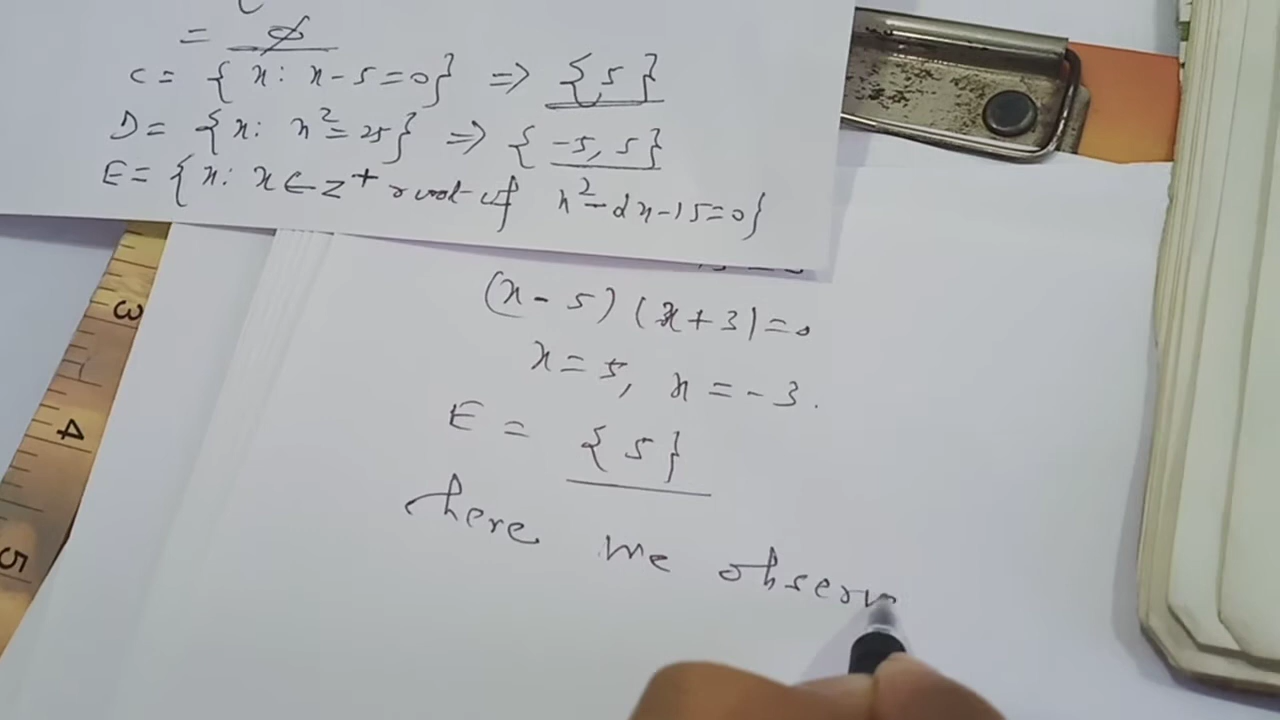 = ϕ
C = { x : x - 5 = 0 } => { 5 }
D = { x : x² = 25 } => { -5, 5 }
E = { x : x ∈ Z⁺ root of x² - 2x - 15 = 0 }
(x - 5) (x + 3) = 0
x = 5, x = - 3.
E = { 5 }
here we observ
3
4
5